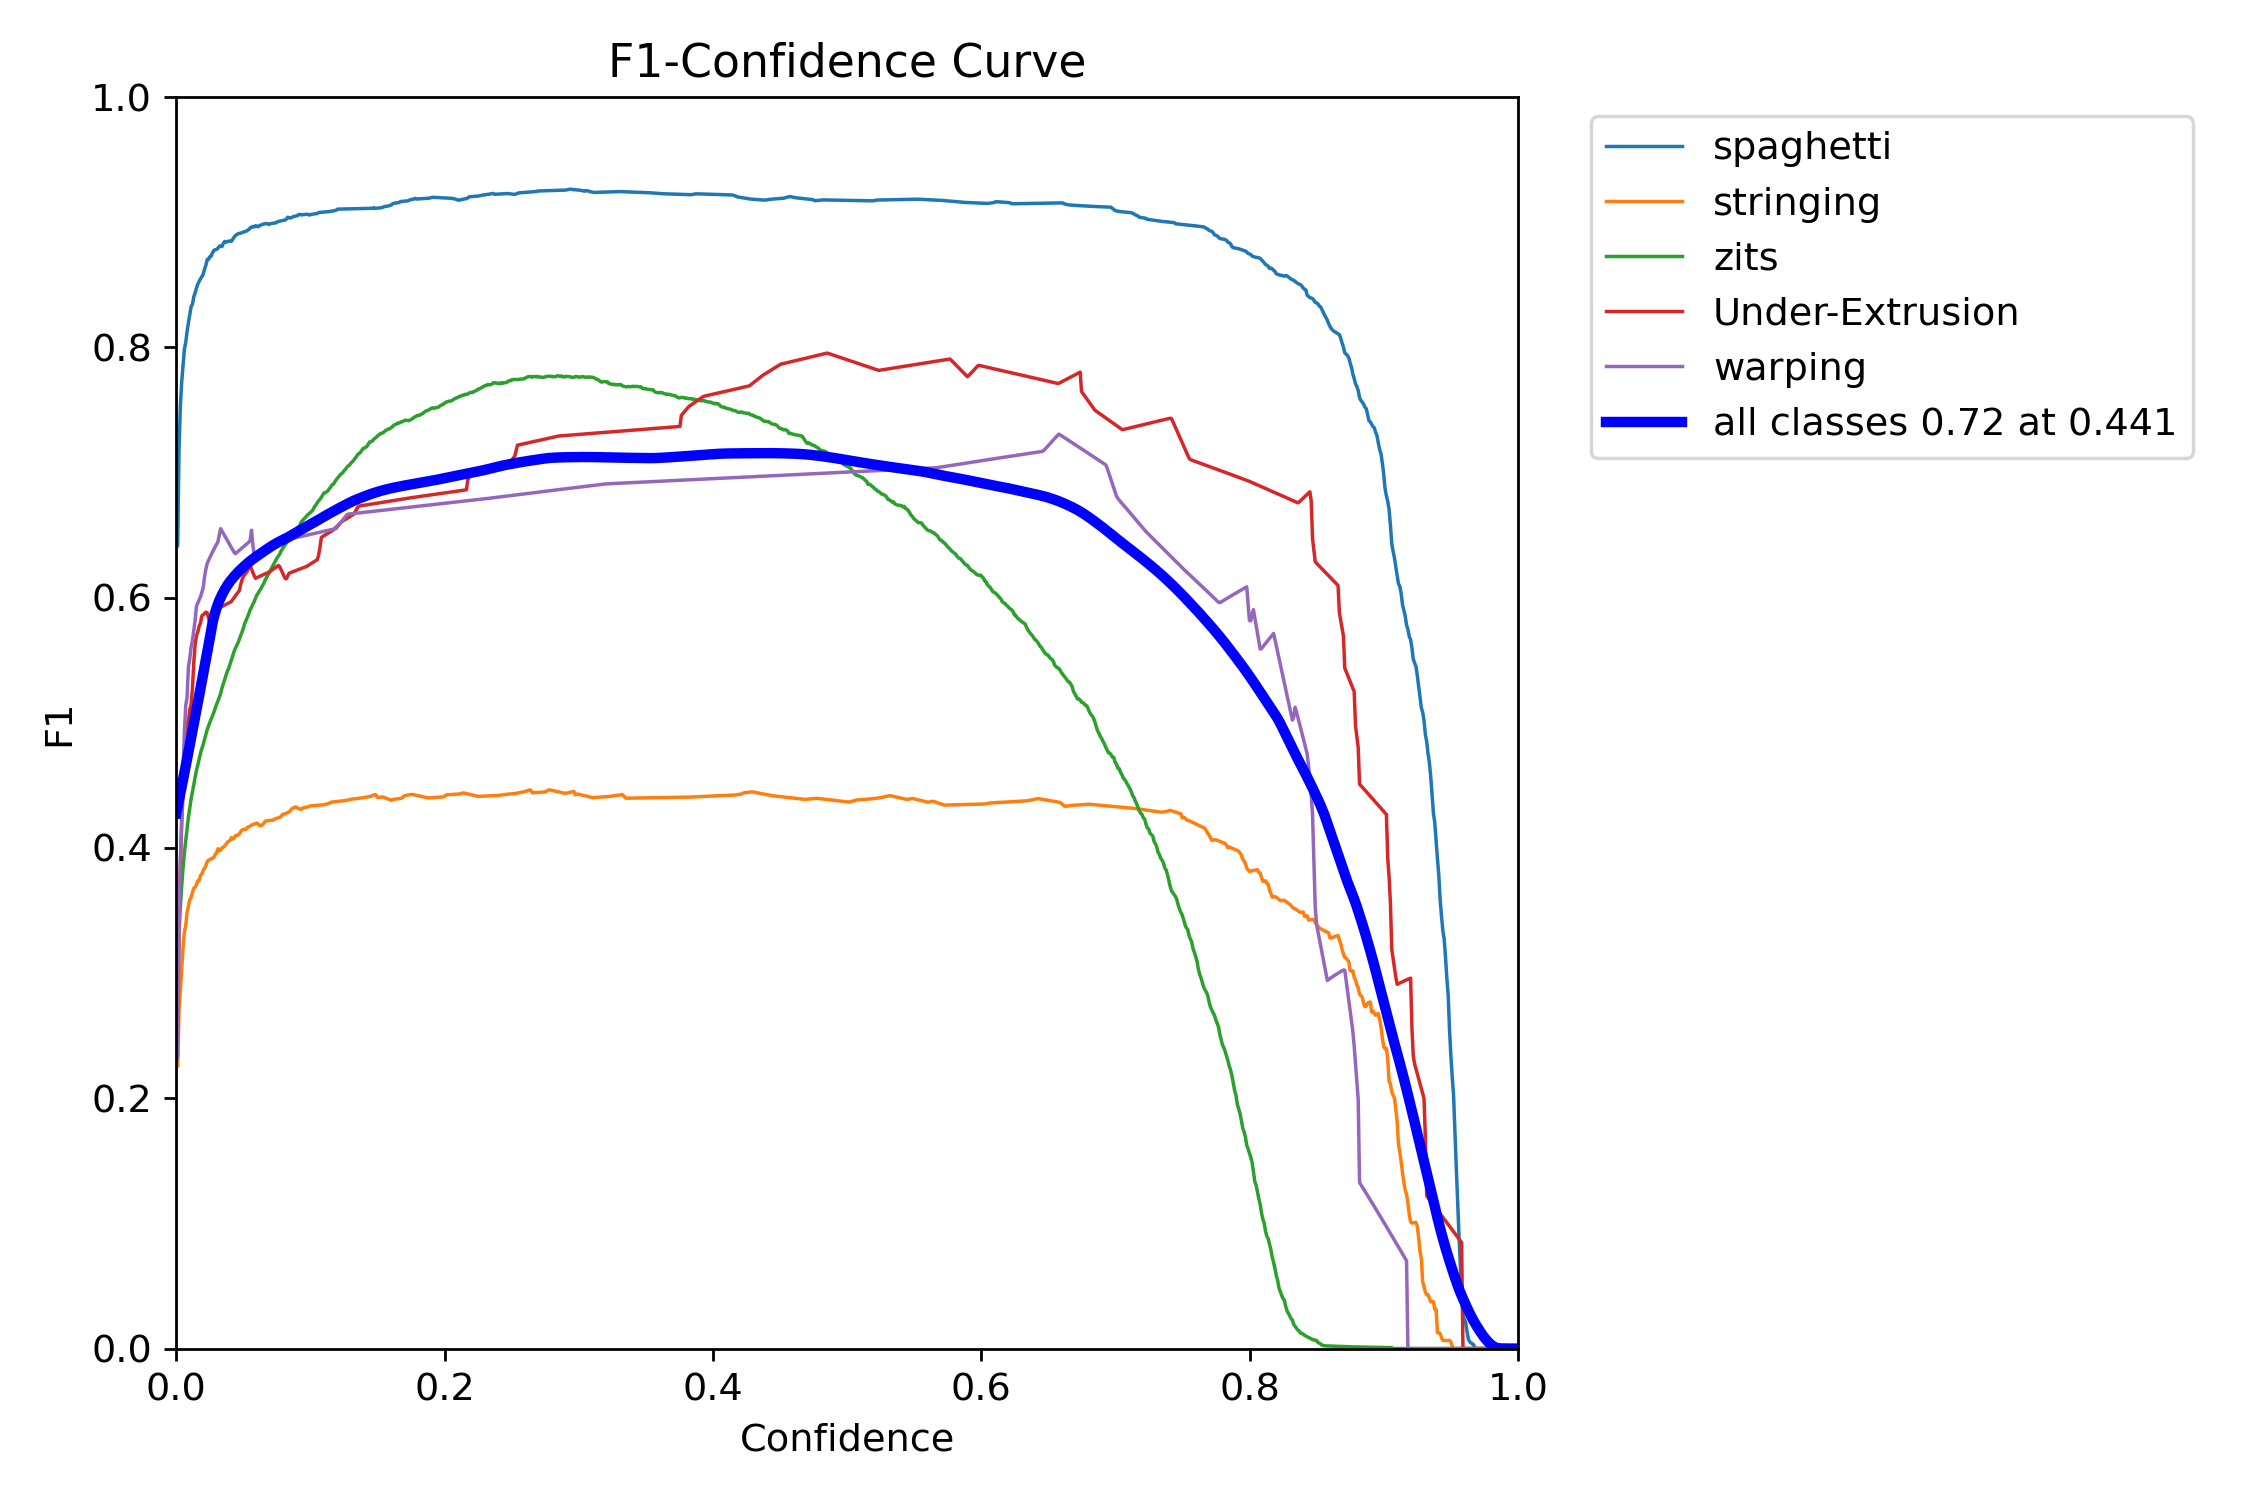 F1-Confidence Curve
1.0
0.8
0.6
0.4
0.2
0.0
F1
0.0 0.2 0.4 0.6 0.8 1.0
Confidence
spaghetti
stringing
zits
Under-Extrusion
warping
all classes 0.72 at 0.441